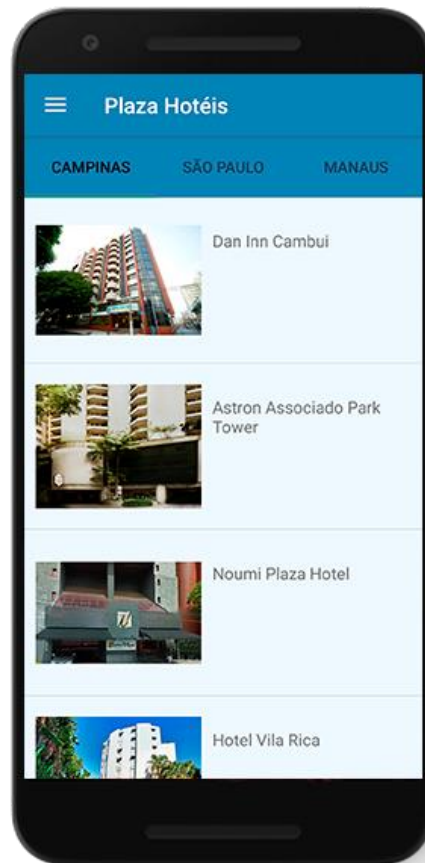 Plaza Hotéis
CAMPINAS SÃO PAULO MANAUS
Dan Inn Cambui
Astron Associado Park
Tower
Noumi Plaza Hotel
Hotel Vila Rica